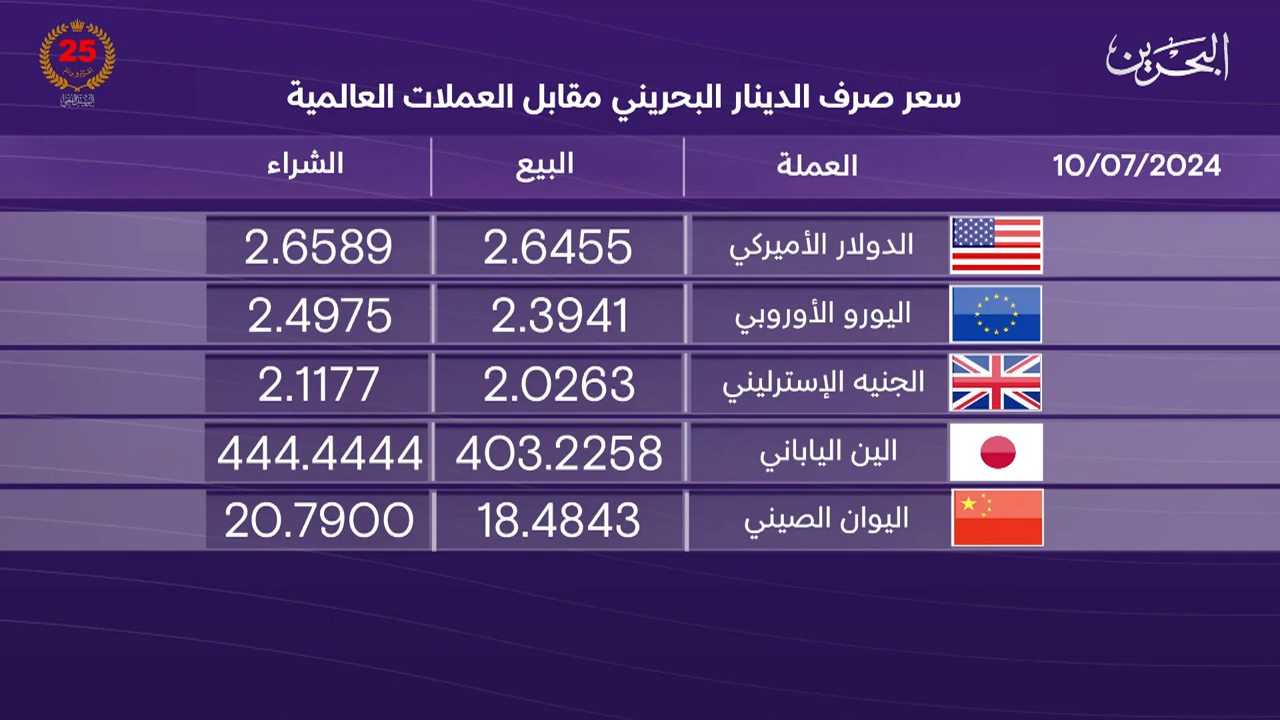 البحرين
25
سعر صرف الدينار البحريني مقابل العملات العالمية
10/07/2024 العملة البيع الشراء
الدولار الأميركي 2.6455 2.6589
اليورو الأوروبي 2.3941 2.4975
الجنيه الإسترليني 2.0263 2.1177
الين الياباني 403.2258 444.4444
اليوان الصيني 18.4843 20.7900